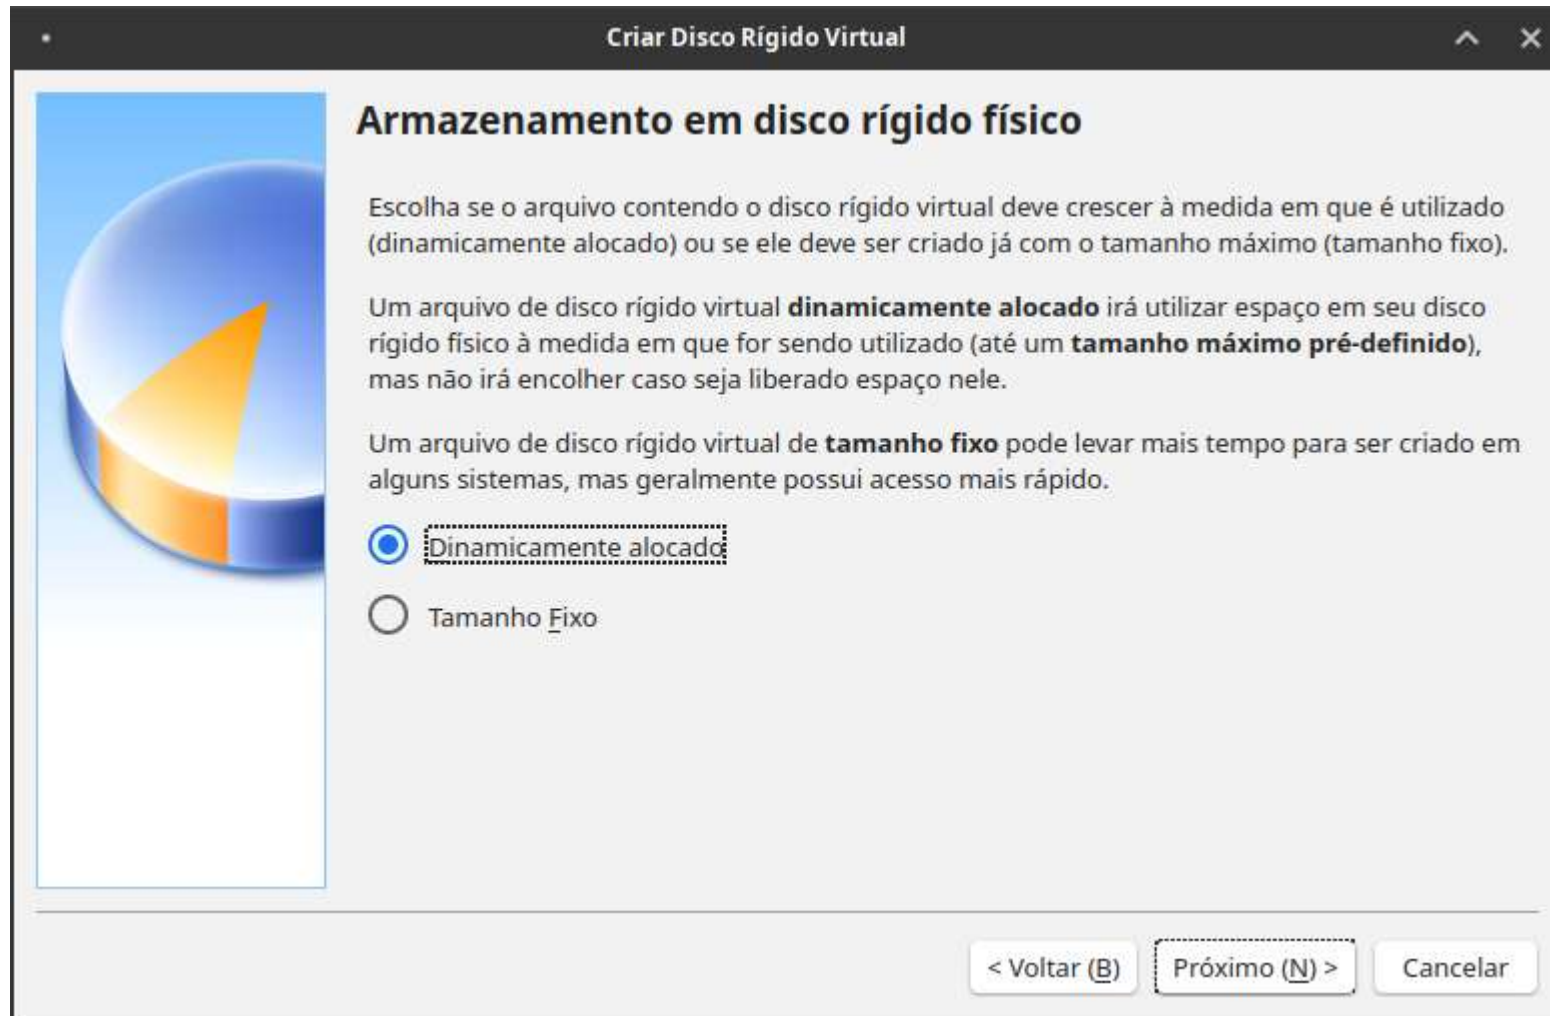 Criar Disco Rígido Virtual
Armazenamento em disco rígido físico
Escolha se o arquivo contendo o disco rígido virtual deve crescer à medida em que é utilizado
(dinamicamente alocado) ou se ele deve ser criado já com o tamanho máximo (tamanho fixo).
Um arquivo de disco rígido virtual dinamicamente alocado irá utilizar espaço em seu disco
rígido físico à medida em que for sendo utilizado (até um tamanho máximo pré-definido),
mas não irá encolher caso seja liberado espaço nele.
Um arquivo de disco rígido virtual de tamanho fixo pode levar mais tempo para ser criado em
alguns sistemas, mas geralmente possui acesso mais rápido.
Dinamicamente alocado
Tamanho Fixo
< Voltar (B) Próximo (N) > Cancelar